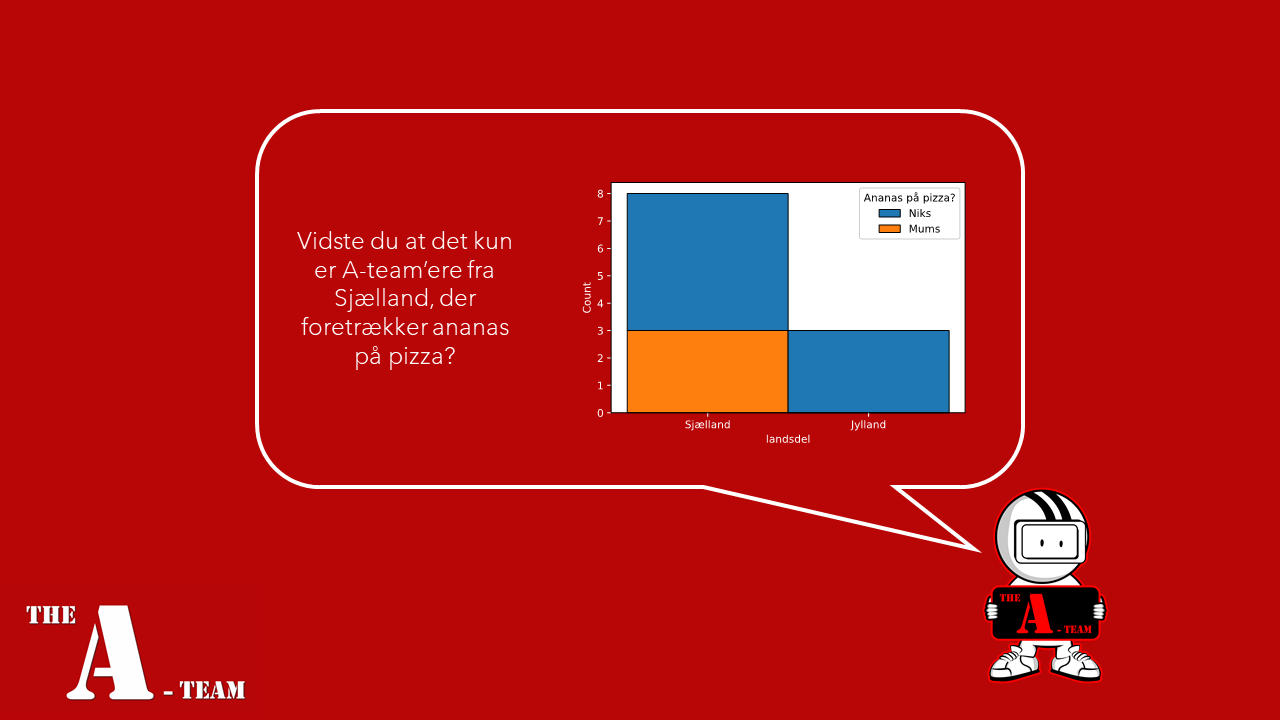 Vidste du at det kun
er A-team’ere fra
Sjælland, der
foretrækker ananas
på pizza?
Ananas på pizza?
Niks
Mums
8
7
6
5
4
3
2
1
0
Count
Sjælland
Jylland
landsdel
THE
A
- TEAM
THE
A
- TEAM